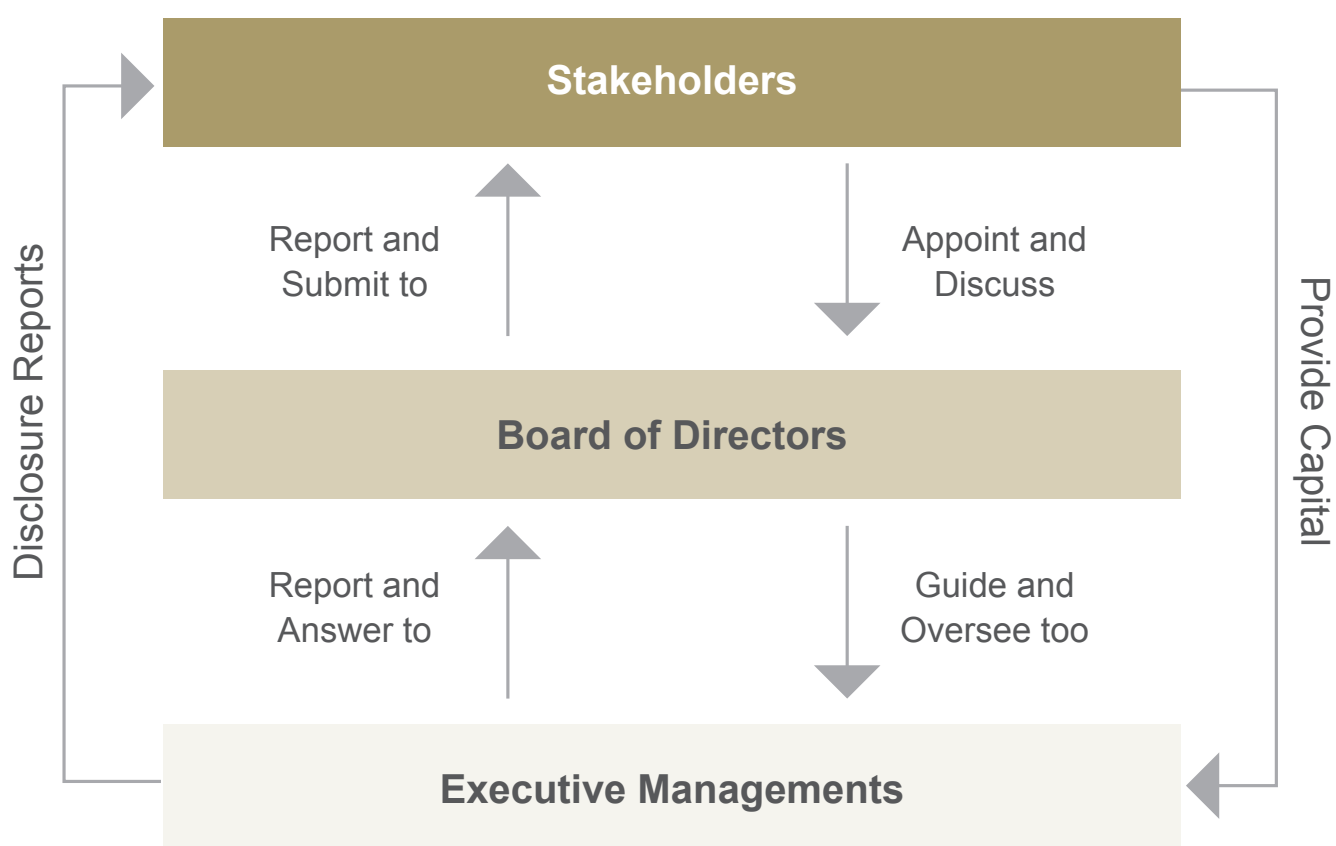 Stakeholders
Report and
Submit to
Appoint and
Discuss
Disclosure Reports
Provide Capital
Board of Directors
Report and
Answer to
Guide and
Oversee too
Executive Managements